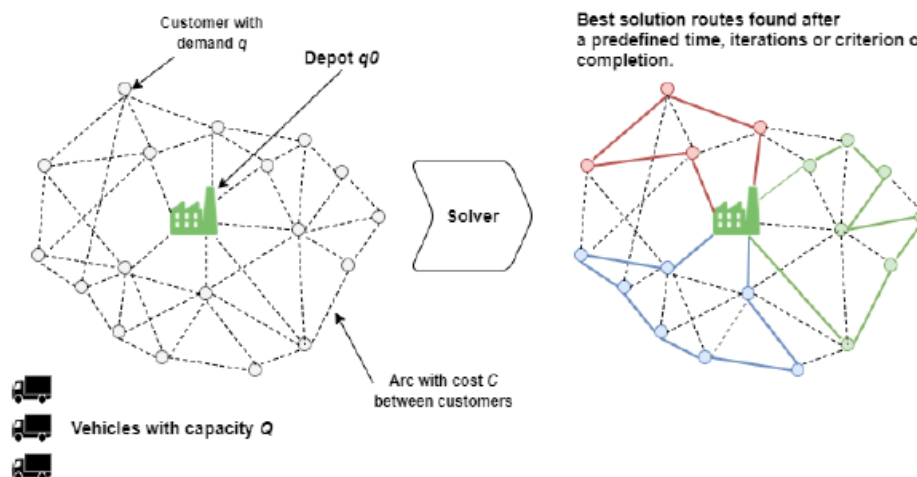 Customer with
demand q
Depot q0
Solver
Arc with cost C
between customers
Vehicles with capacity Q
Best solution routes found after
a predefined time, iterations or criterion o
completion.